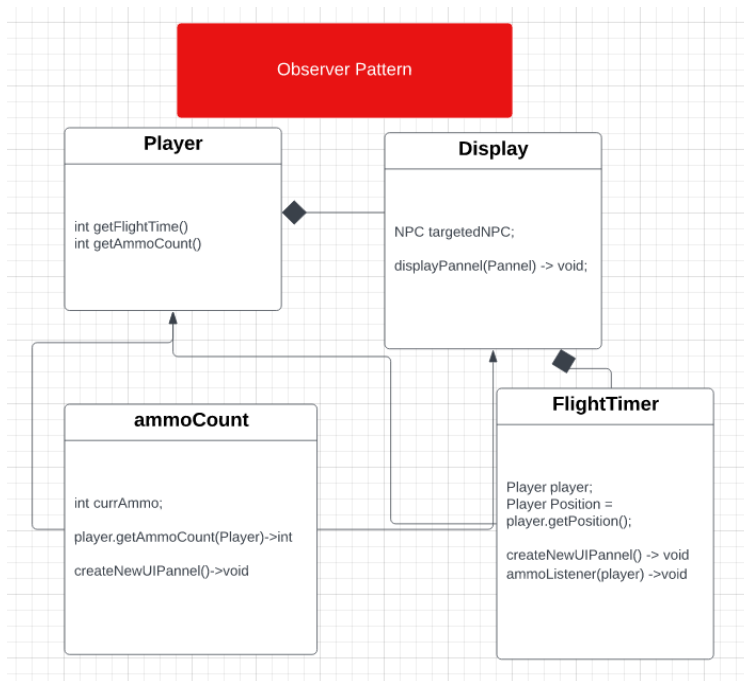 Observer Pattern
Player
int getFlightTime()
int getAmmoCount()
Display
NPC targetedNPC;
displayPannel(Pannel) -> void;
ammoCount
int currAmmo;
player.getAmmoCount(Player)->int
createNewUIPannel()->void
FlightTimer
Player player;
Player Position =
player.getPosition();
createNewUIPannel() -> void
ammoListener(player) ->void